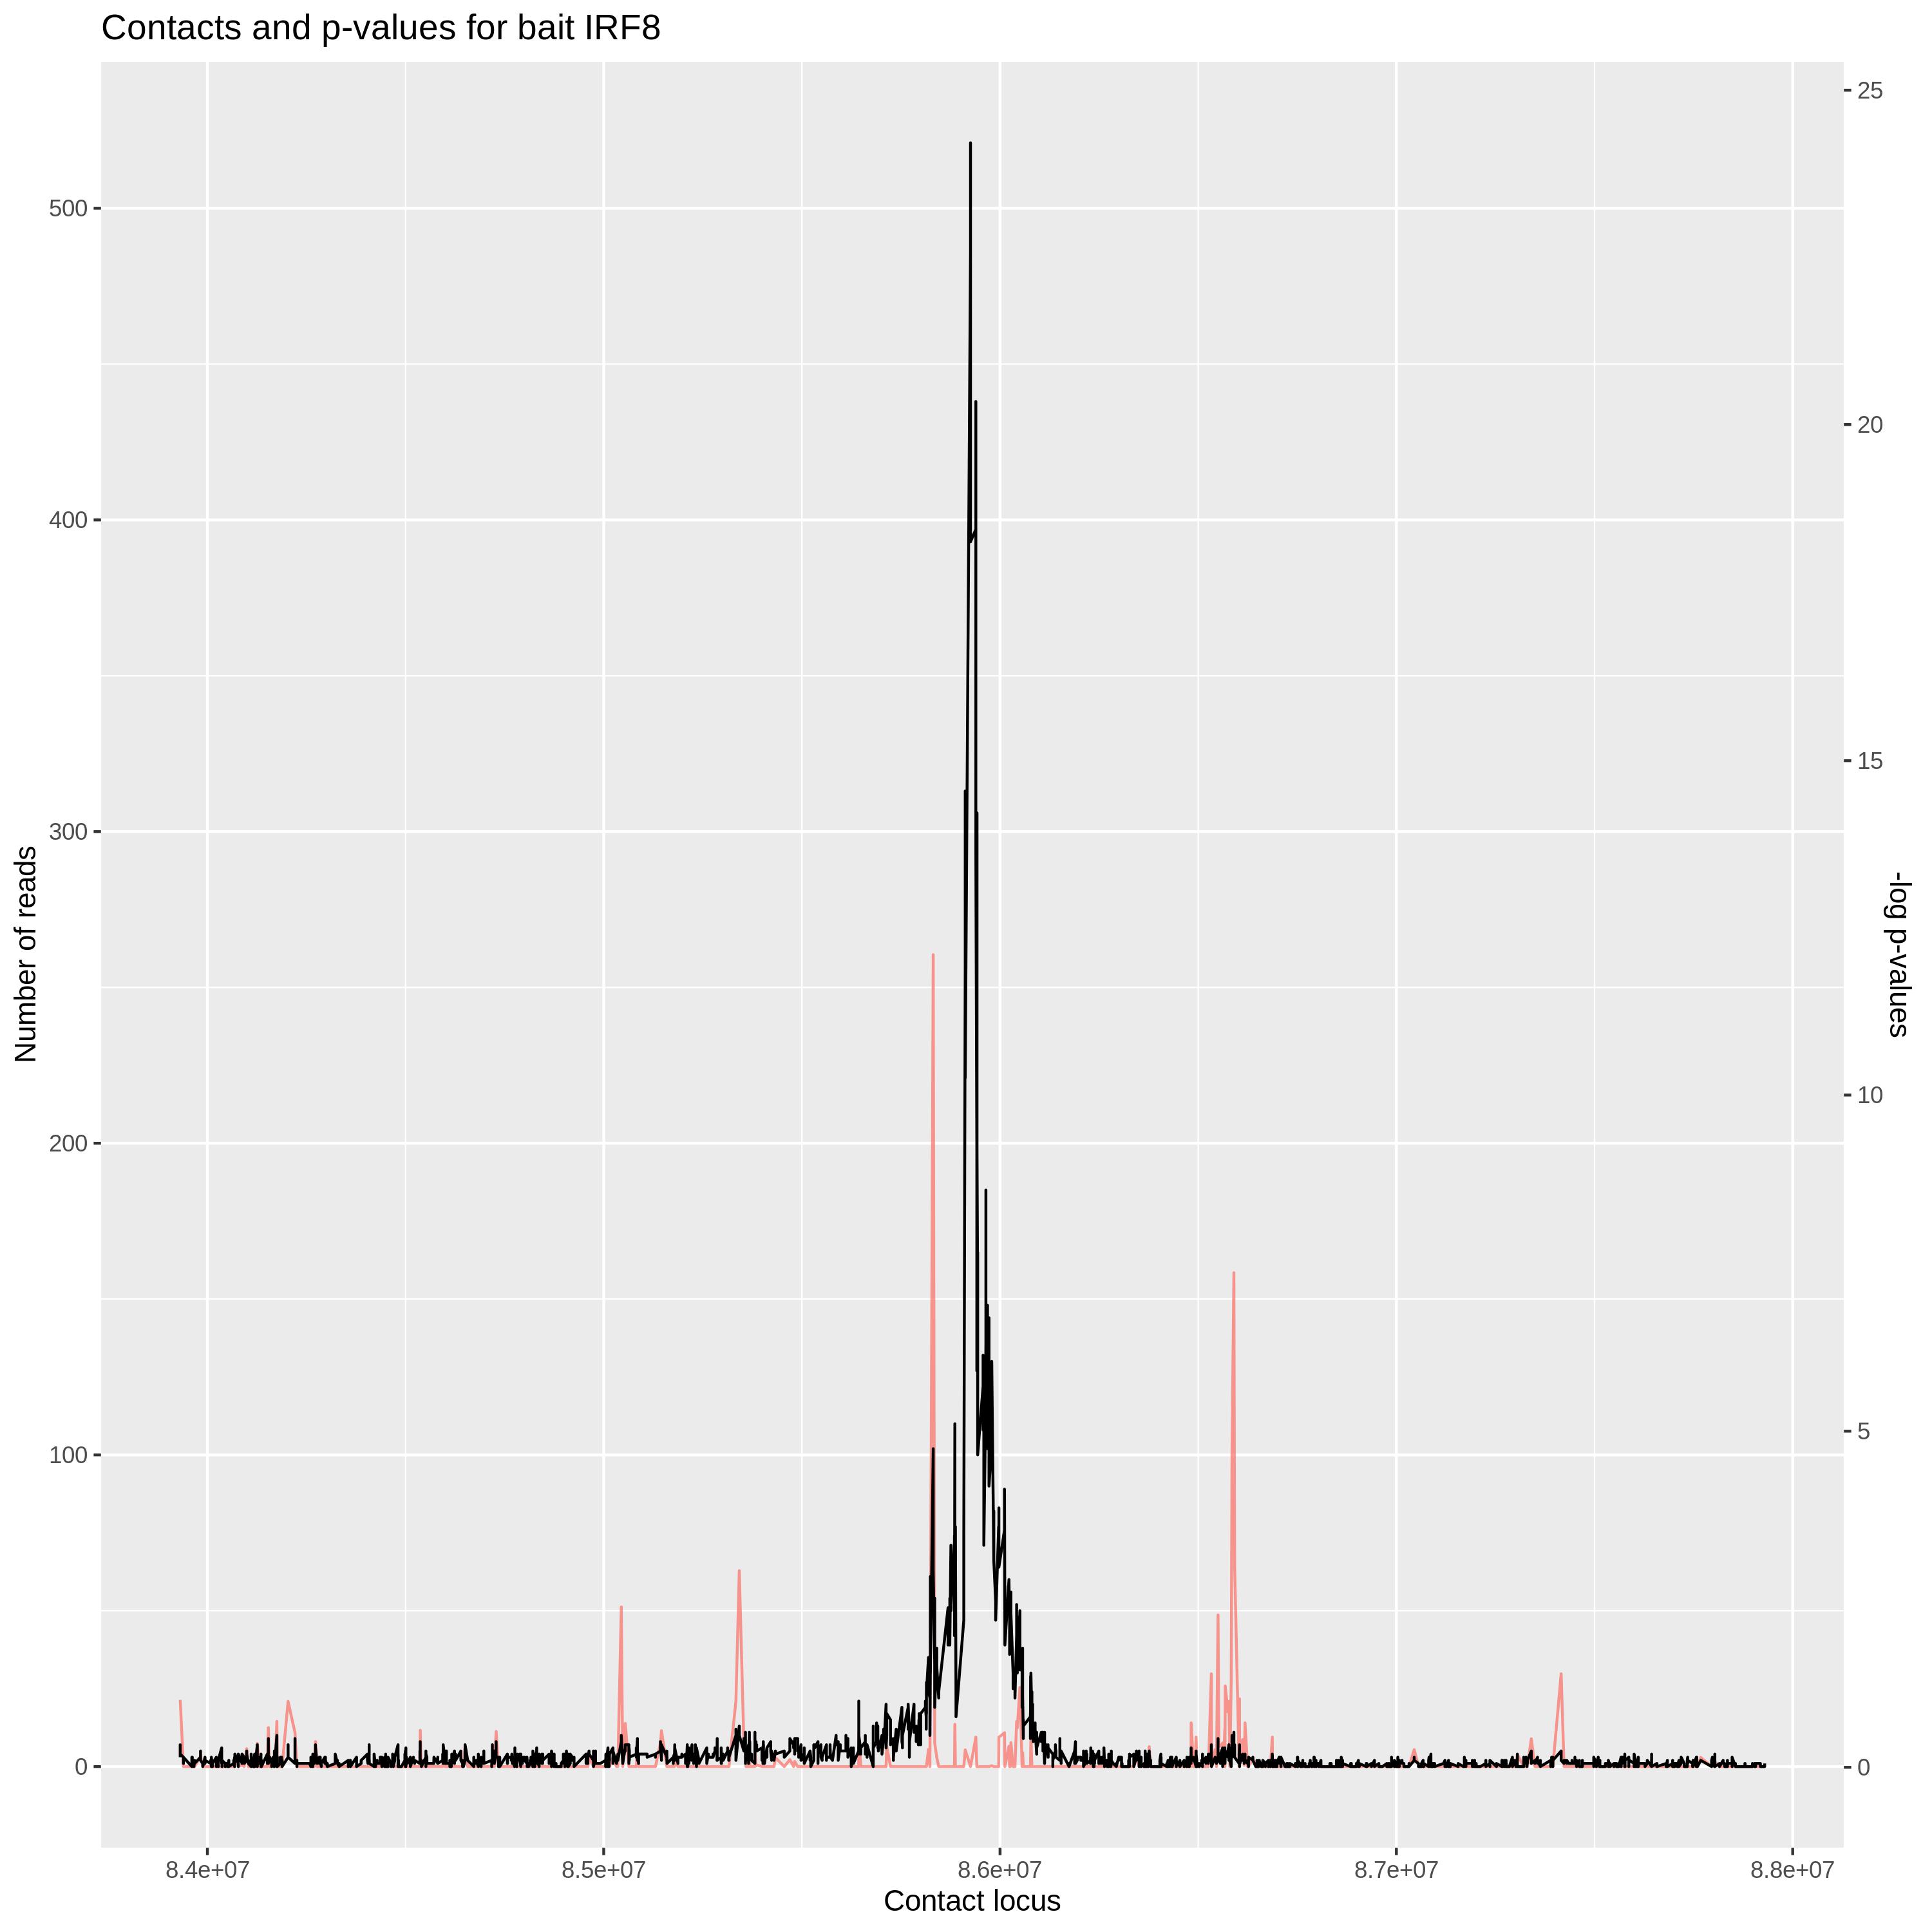 Contacts and p-values for bait IRF8
Number of reads
500
400
300
200
100
0
25
20
15
10
5
0
-log p-values
8.4e+07
8.5e+07
8.6e+07
8.7e+07
8.8e+07
Contact locus